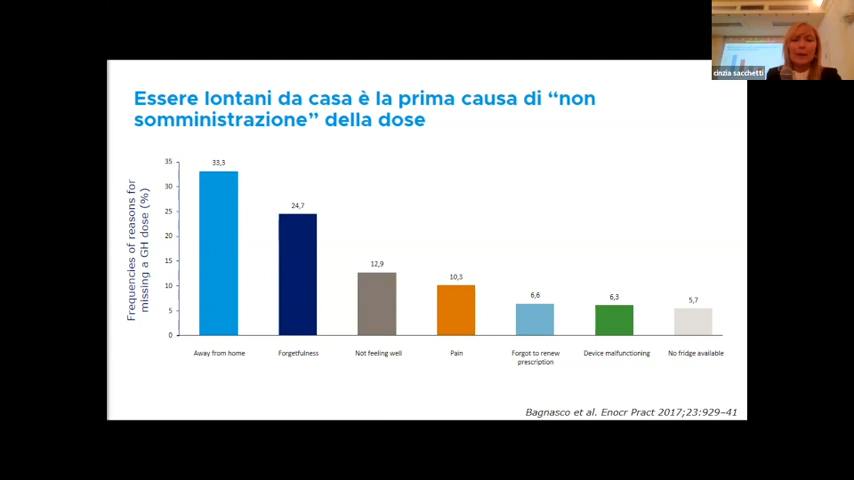 cinzia sacchetti
Essere lontani da casa è la prima causa di “non
somministrazione” della dose
Frequencies of reasons for
missing a GH dose (%)
35
30
25
20
15
10
5
0
33,3
24,7
12,9
10,3
6,6
6,3
5,7
Away from home
Forgetfulness
Not feeling well
Pain
Forgot to renew
prescription
Device malfunctioning
No fridge available
Bagnasco et al. Enocr Pract 2017;23:929–41